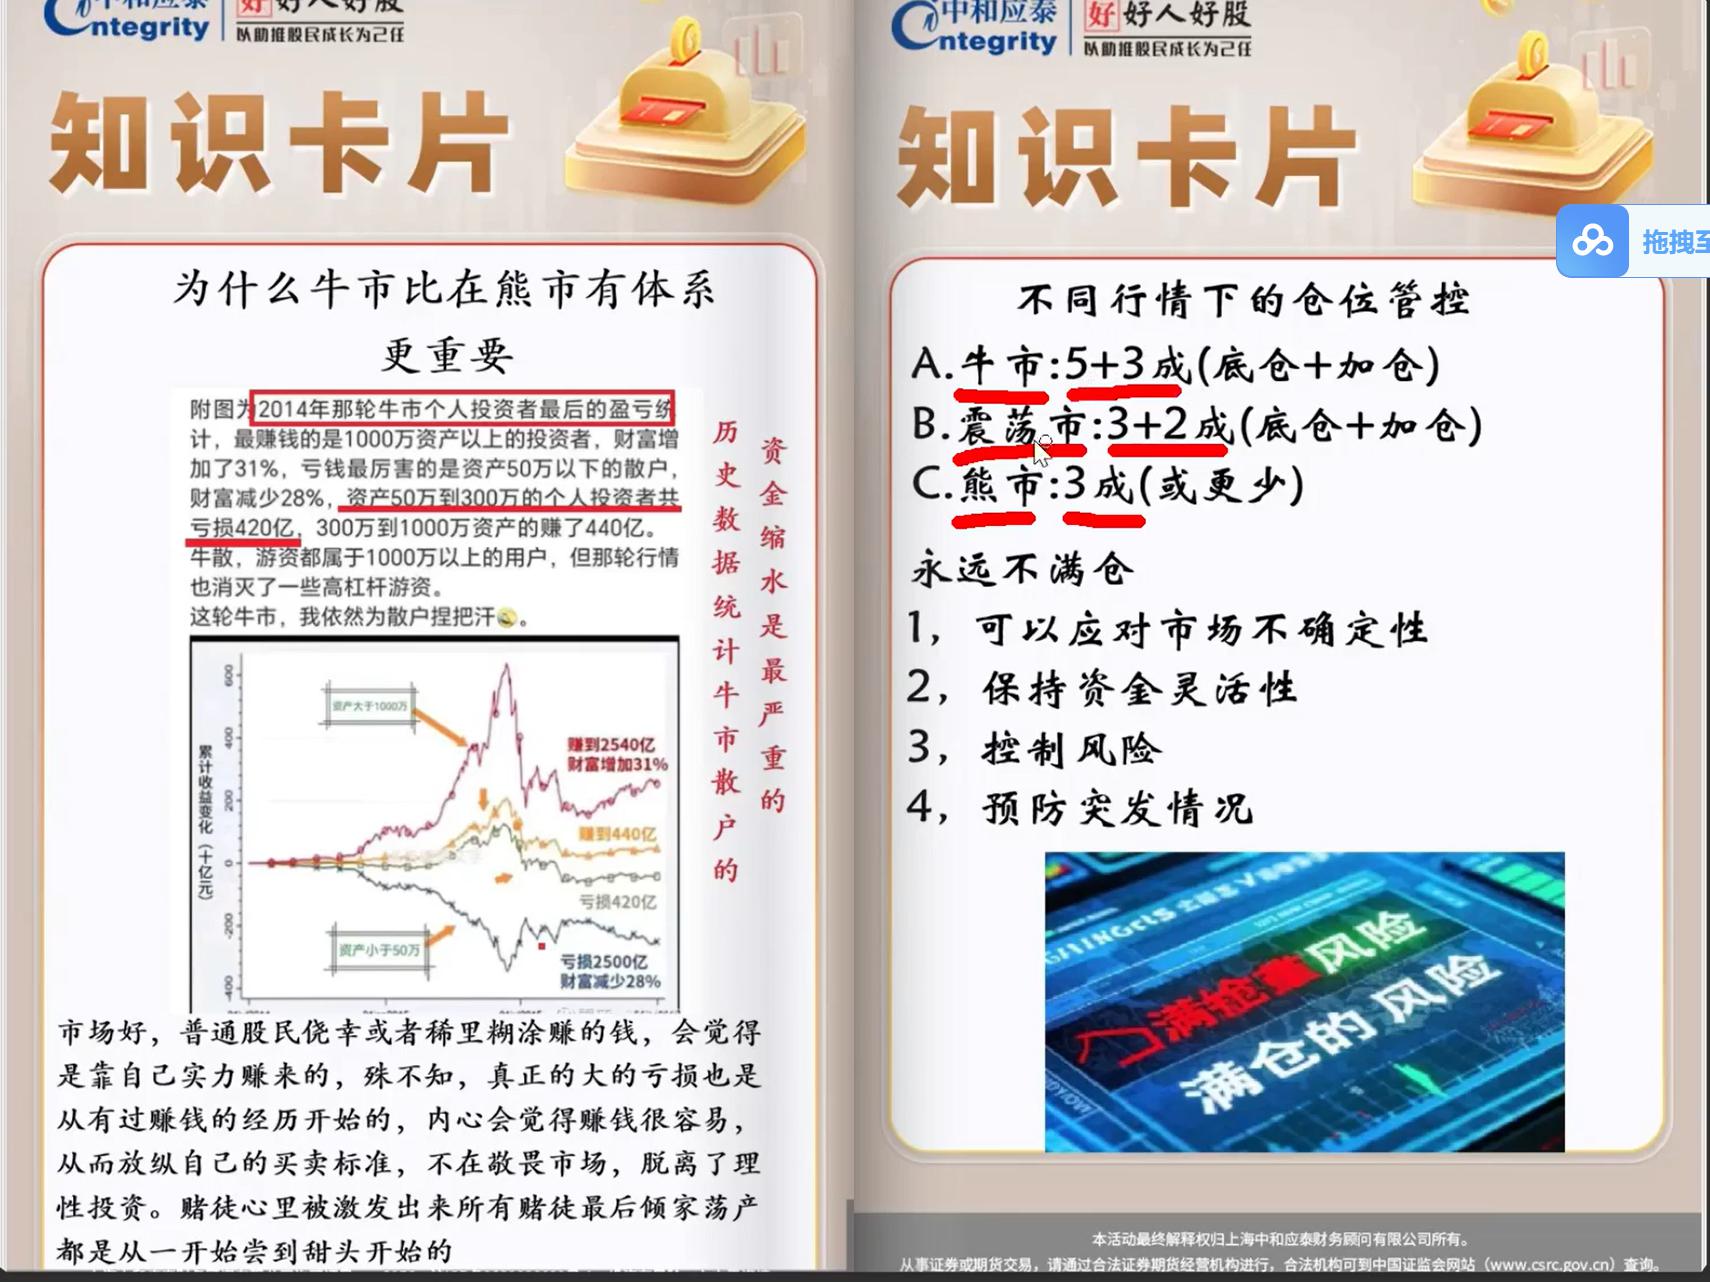 中和应泰
ntegrity
好 好人好股
以助推股民成长为己任
知识卡片
为什么牛市比在熊市有体系
更重要
附图为2014年那轮牛市个人投资者最后的盈亏统
计，最赚钱的是1000万资产以上的投资者，财富增
加了31%，亏钱最厉害的是资产50万以下的散户，
财富减少28%，资产50万到300万的个人投资者共
亏损420亿，300万到1000万资产的赚了440亿。
牛散，游资都属于1000万以上的用户，但那轮行情
也消灭了一些高杠杆游资。
这轮牛市，我依然为散户捏把汗。
历史数据统计牛市散户的
资金缩水是最严重的
累计收益变化（十亿元）
600
400
200
0
-200
-400
资产大于1000万
赚到2540亿
财富增加31%
赚到440亿
亏损420亿
资产小于50万
亏损2500亿
财富减少28%
市场好，普通股民侥幸或者稀里糊涂赚的钱，会觉得
是靠自己实力赚来的，殊不知，真正的大的亏损也是
从有过赚钱的经历开始的，内心会觉得赚钱很容易，
从而放纵自己的买卖标准，不在敬畏市场，脱离了理
性投资。赌徒心里被激发出来所有赌徒最后倾家荡产
都是从一开始尝到甜头开始的
中和应泰
ntegrity
好 好人好股
以助推股民成长为己任
知识卡片
拖拽至
不同行情下的仓位管控
A.牛市:5+3成(底仓+加仓)
B.震荡市:3+2成(底仓+加仓)
C.熊市:3成(或更少)
永远不满仓
1，可以应对市场不确定性
2，保持资金灵活性
3，控制风险
4，预防突发情况
风险
满仓的 风险
本活动最终解释权归上海中和应泰财务顾问有限公司所有。
从事证券或期货交易，请通过合法证券期货经营机构进行，合法机构可到中国证监会网站（www.csrc.gov.cn）查询。